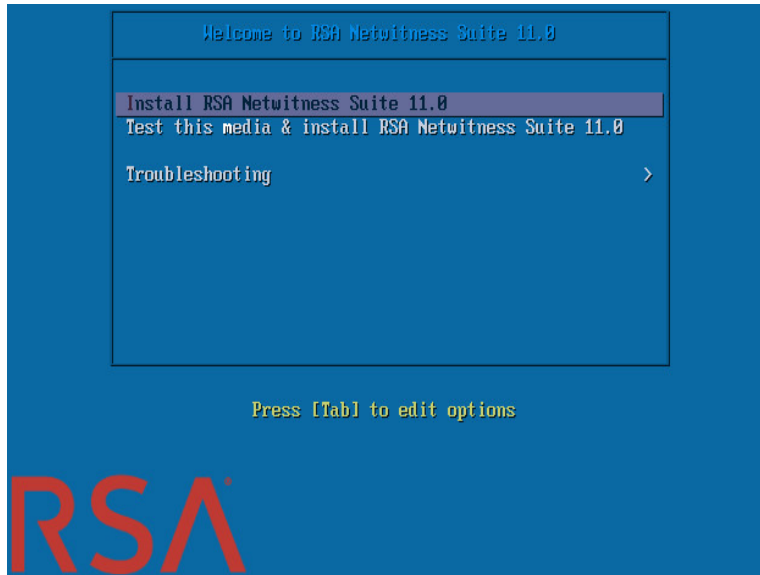 Welcome to RSA Netwitness Suite 11.0
Install RSA Netwitness Suite 11.0
Test this media & install RSA Netwitness Suite 11.0
Troubleshooting >
Press [Tab] to edit options
RSA